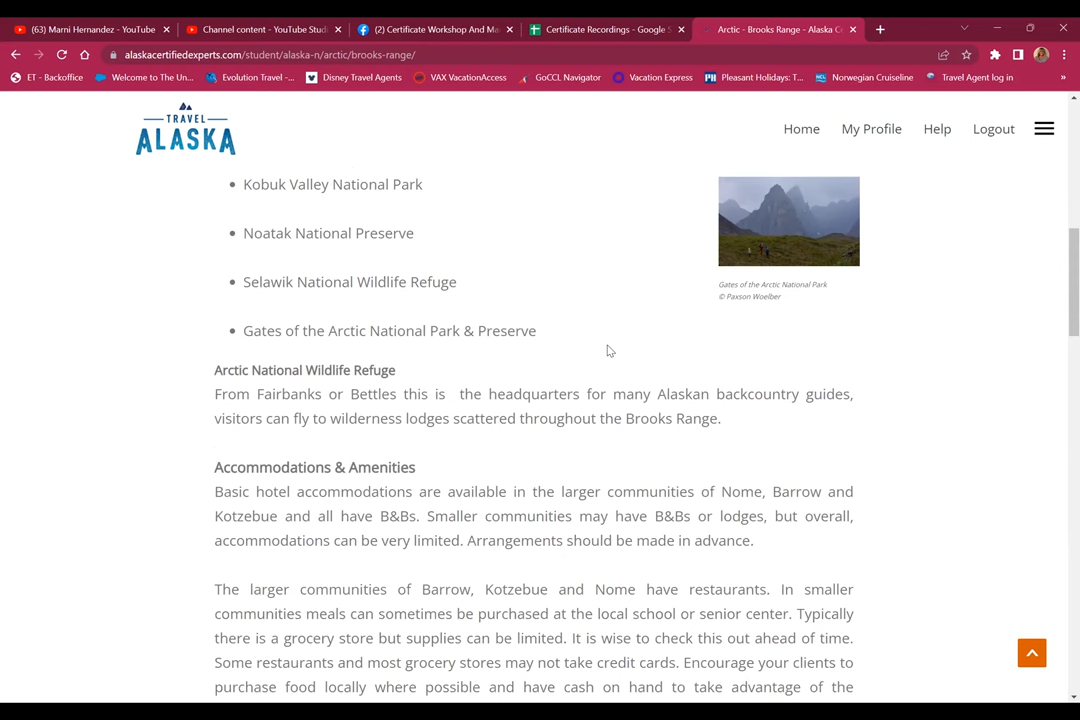 (63) Marni Hernandez - YouTube
Channel content - YouTube Studi
(2) Certificate Workshop And Ma
Certificate Recordings - Google S
Arctic - Brooks Range - Alaska C
alaskacertifiedexperts.com/student/alaska-n/arctic/brooks-range/
ET - Backoffice
Welcome to The Un...
Evolution Travel -...
Disney Travel Agents
VAX VacationAccess
GoCCL Navigator
Vacation Express
Pleasant Holidays: T...
Norwegian Cruiseline
Travel Agent log in
TRAVEL
ALASKA
Home
My Profile
Help
Logout
• Kobuk Valley National Park
• Noatak National Preserve
• Selawik National Wildlife Refuge
• Gates of the Arctic National Park & Preserve
Gates of the Arctic National Park
© Paxson Woelber
Arctic National Wildlife Refuge
From Fairbanks or Bettles this is the headquarters for many Alaskan backcountry guides,
visitors can fly to wilderness lodges scattered throughout the Brooks Range.
Accommodations & Amenities
Basic hotel accommodations are available in the larger communities of Nome, Barrow and
Kotzebue and all have B&Bs. Smaller communities may have B&Bs or lodges, but overall,
accommodations can be very limited. Arrangements should be made in advance.
The larger communities of Barrow, Kotzebue and Nome have restaurants. In smaller
communities meals can sometimes be purchased at the local school or senior center. Typically
there is a grocery store but supplies can be limited. It is wise to check this out ahead of time.
Some restaurants and most grocery stores may not take credit cards. Encourage your clients to
purchase food locally where possible and have cash on hand to take advantage of the